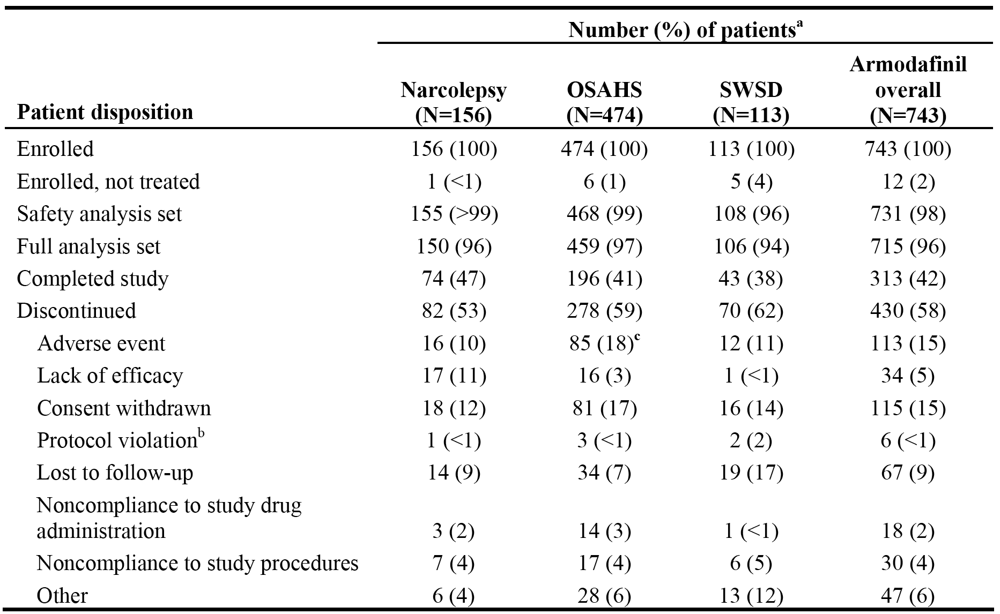 Number (%) of patientsa
Armodafinil
Narcolepsy OSAHS SWSD overall
Patient disposition (N=156) (N=474) (N=113) (N=743)
Enrolled 156 (100) 474 (100) 113 (100) 743 (100)
Enrolled, not treated 1 (<1) 6 (1) 5 (4) 12 (2)
Safety analysis set 155 (>99) 468 (99) 108 (96) 731 (98)
Full analysis set 150 (96) 459 (97) 106 (94) 715 (96)
Completed study 74 (47) 196 (41) 43 (38) 313 (42)
Discontinued 82 (53) 278 (59) 70 (62) 430 (58)
Adverse event 16 (10) 85 (18)c 12 (11) 113 (15)
Lack of efficacy 17 (11) 16 (3) 1 (<1) 34 (5)
Consent withdrawn 18 (12) 81 (17) 16 (14) 115 (15)
Protocol violationb 1 (<1) 3 (<1) 2 (2) 6 (<1)
Lost to follow-up 14 (9) 34 (7) 19 (17) 67 (9)
Noncompliance to study drug
administration 3 (2) 14 (3) 1 (<1) 18 (2)
Noncompliance to study procedures 7 (4) 17 (4) 6 (5) 30 (4)
Other 6 (4) 28 (6) 13 (12) 47 (6)